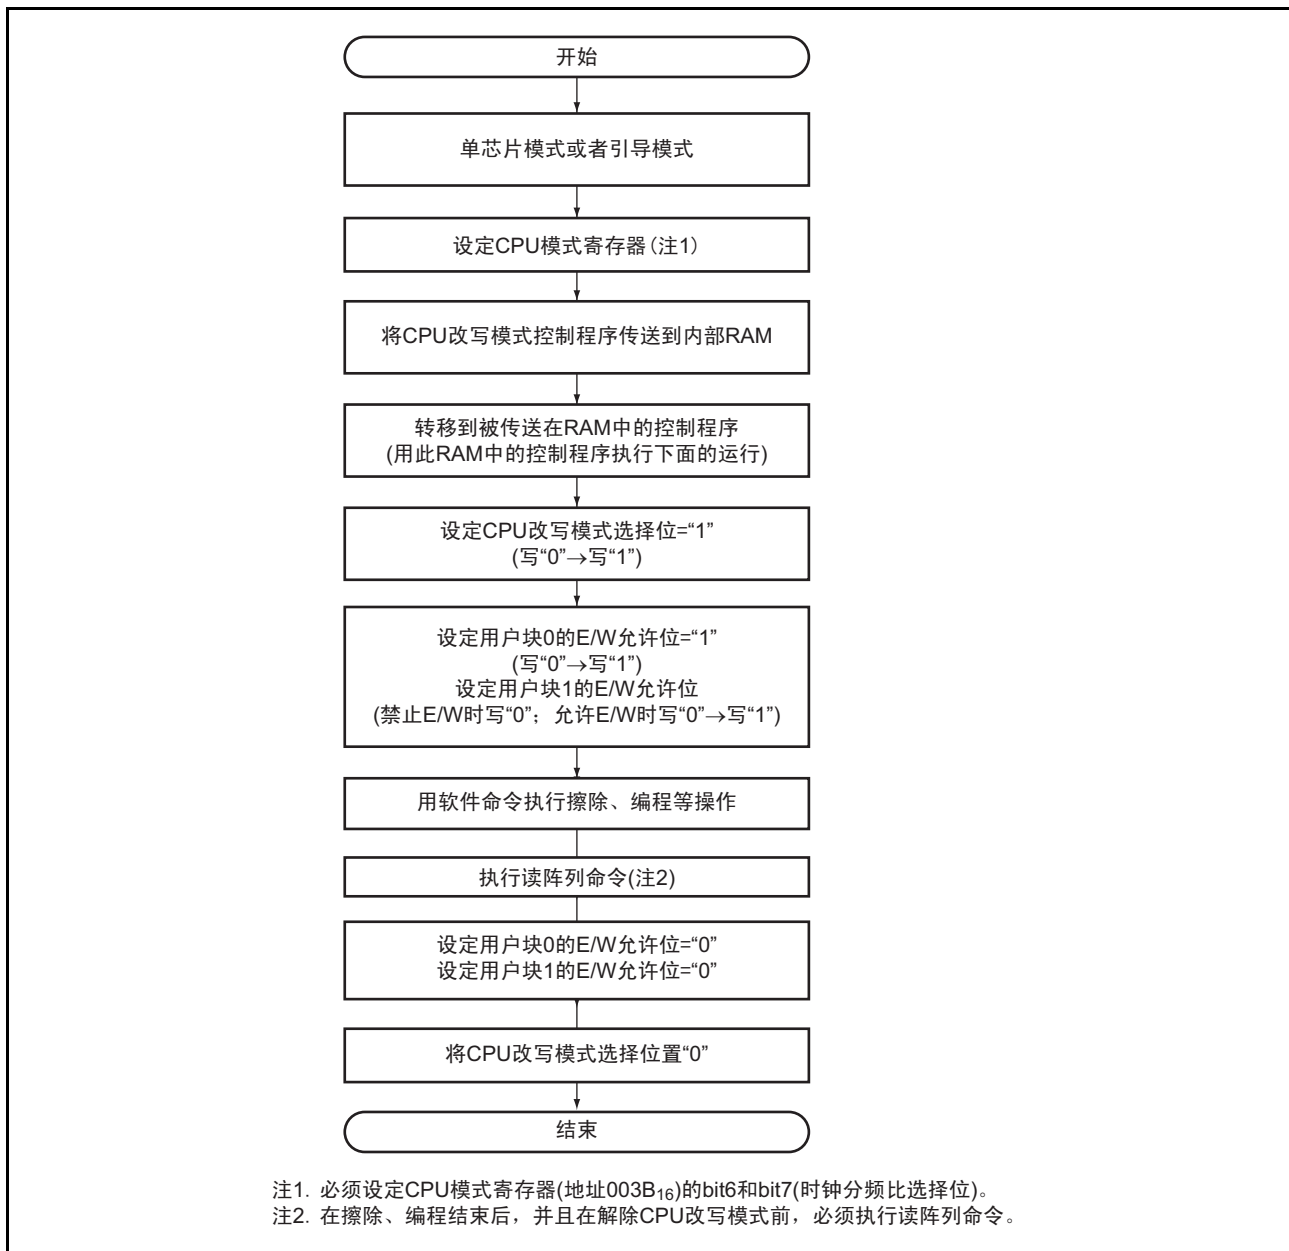 开始
单芯片模式或者引导模式
设定CPU模式寄存器(注1)
将CPU改写模式控制程序传送到内部RAM
转移到被传送在RAM中的控制程序
(用此RAM中的控制程序执行下面的运行)
设定CPU改写模式选择位=“1”
(写“0”→写“1”)
设定用户块0的E/W允许位=“1”
(写“0”→写“1”)
设定用户块1的E/W允许位
(禁止E/W时写“0”；允许E/W时写“0”→写“1”)
用软件命令执行擦除、编程等操作
执行读阵列命令(注2)
设定用户块0的E/W允许位=“0”
设定用户块1的E/W允许位=“0”
将CPU改写模式选择位置“0”
结束
注1. 必须设定CPU模式寄存器(地址003B₁₆)的bit6和bit7(时钟分频比选择位)。
注2. 在擦除、编程结束后，并且在解除CPU改写模式前，必须执行读阵列命令。